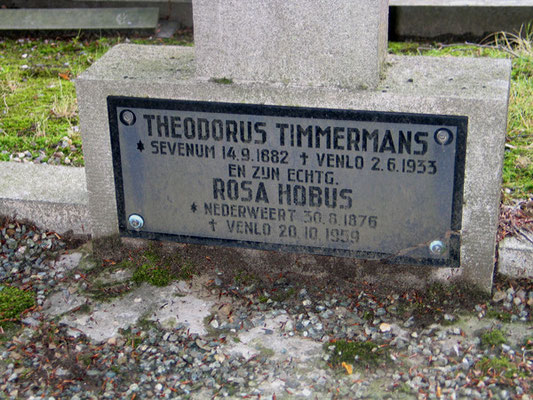 THEODORUS TIMMERMANS
* SEVENUM 14.9.1882 † VENLO 2.6.1933
EN ZIJN ECHTG.
ROSA HOBUS
* NEDERWEERT 30.8.1876
† VENLO 20.10.1959